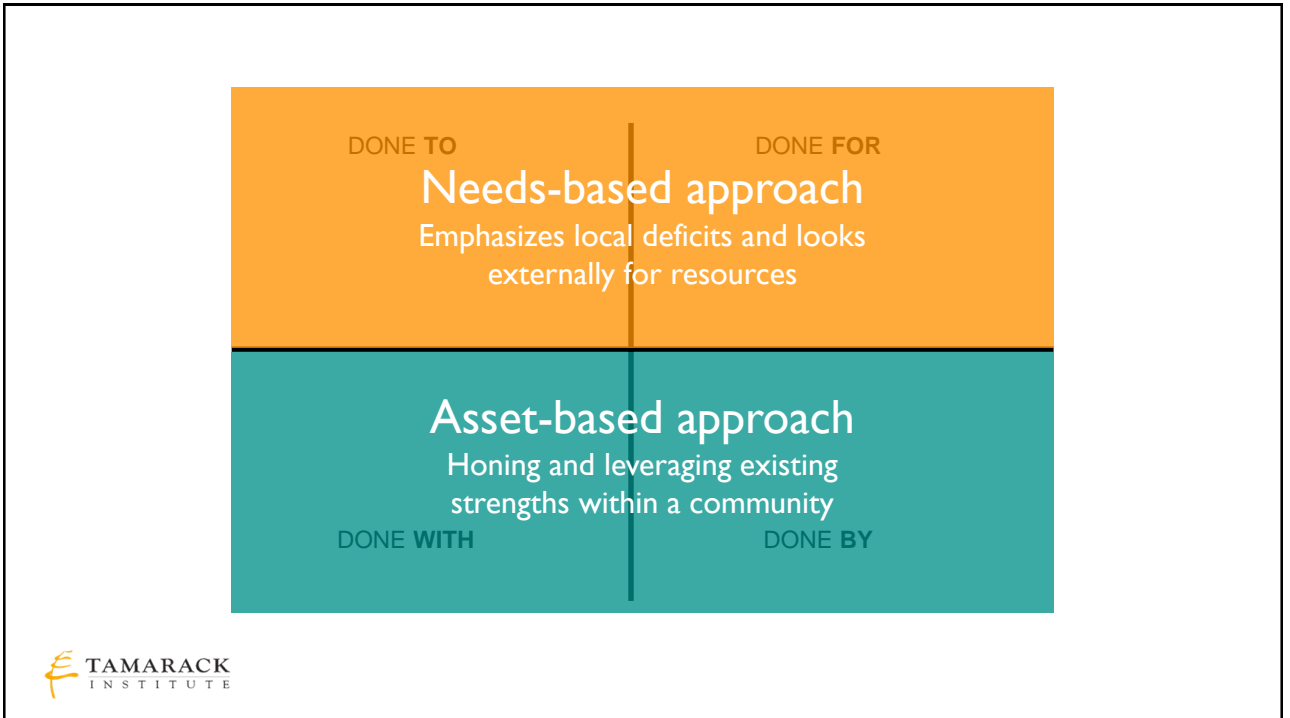 DONE TO
DONE FOR
Needs-based approach
Emphasizes local deficits and looks
externally for resources
Asset-based approach
Honing and leveraging existing
strengths within a community
DONE WITH
DONE BY
TAMARACK
INSTITUTE